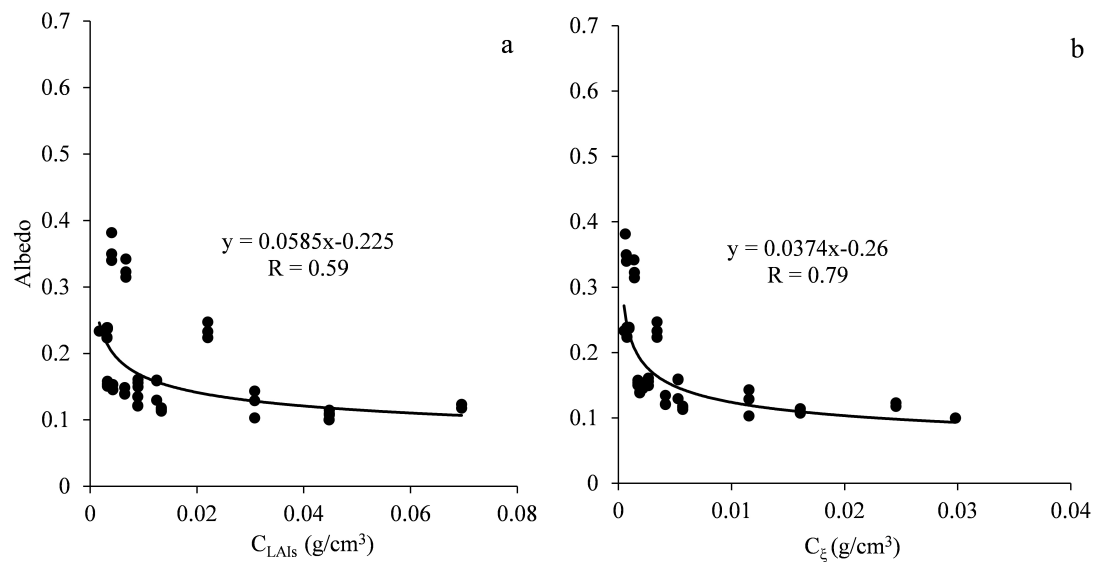 a
0.7
0.6
0.5
0.4
0.3
0.2
0.1
0
Albedo
y = 0.0585x-0.225
R = 0.59
0 0.02 0.04 0.06 0.08
C_LAIs (g/cm³)
b
0.7
0.6
0.5
0.4
0.3
0.2
0.1
0
y = 0.0374x-0.26
R = 0.79
0 0.01 0.02 0.03 0.04
C_ξ (g/cm³)